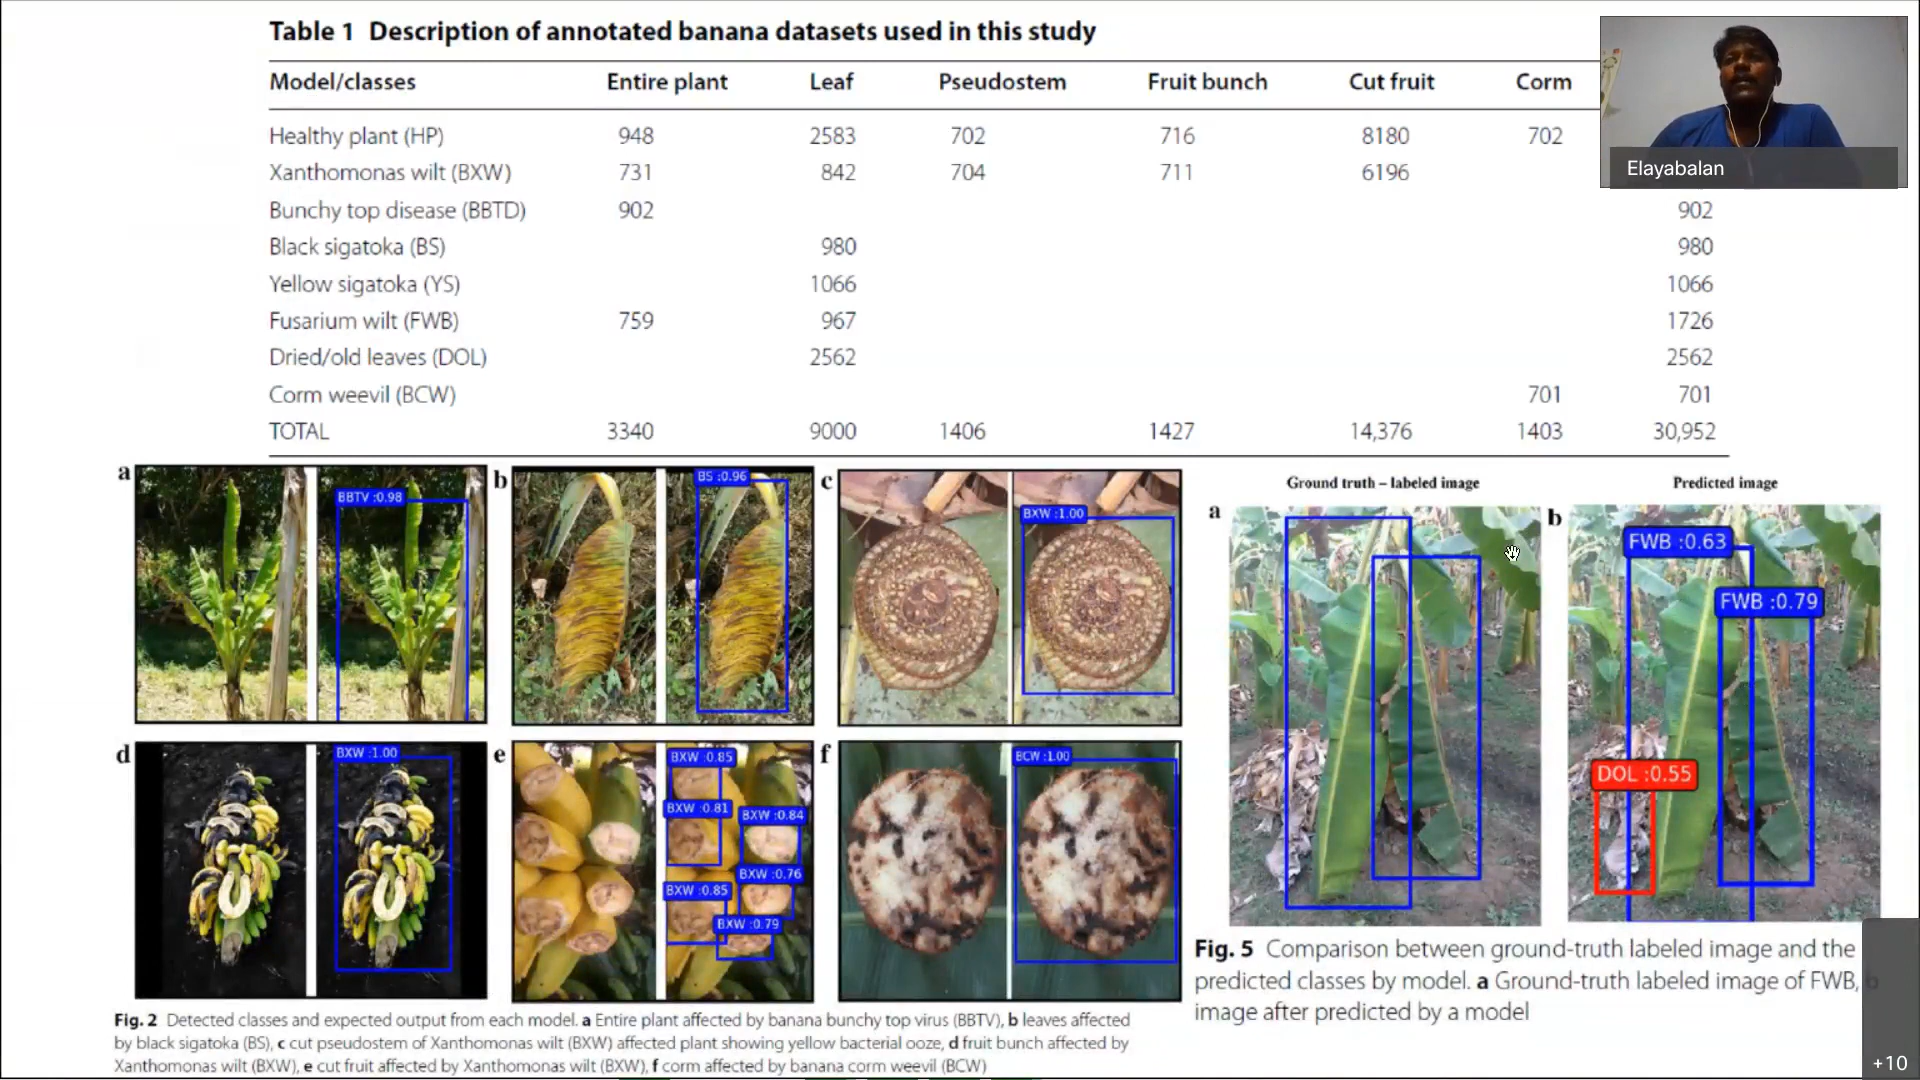 Table 1 Description of annotated banana datasets used in this study
Model/classes Entire plant Leaf Pseudostem Fruit bunch Cut fruit Corm
Healthy plant (HP) 948 2583 702 716 8180 702
Xanthomonas wilt (BXW) 731 842 704 711 6196
Bunchy top disease (BBTD) 902 902
Black sigatoka (BS) 980 980
Yellow sigatoka (YS) 1066 1066
Fusarium wilt (FWB) 759 967 1726
Dried/old leaves (DOL) 2562 2562
Corm weevil (BCW) 701 701
TOTAL 3340 9000 1406 1427 14,376 1403 30,952
Elayabalan
a
BBTV :0.98
b
BS :0.96
c
BXW :1.00
d
BXW :1.00
e
BXW :0.85
BXW :0.81
BXW :0.84
BXW :0.76
BXW :0.85
BXW :0.79
f
BCW :1.00
Fig. 2 Detected classes and expected output from each model. a Entire plant affected by banana bunchy top virus (BBTV), b leaves affected
by black sigatoka (BS), c cut pseudostem of Xanthomonas wilt (BXW) affected plant showing yellow bacterial ooze, d fruit bunch affected by
Xanthomonas wilt (BXW), e cut fruit affected by Xanthomonas wilt (BXW), f corm affected by banana corm weevil (BCW)
Ground truth – labeled image
Predicted image
a
b
FWB :0.63
FWB :0.79
DOL :0.55
Fig. 5 Comparison between ground-truth labeled image and the
predicted classes by model. a Ground-truth labeled image of FWB, b
image after predicted by a model
+10